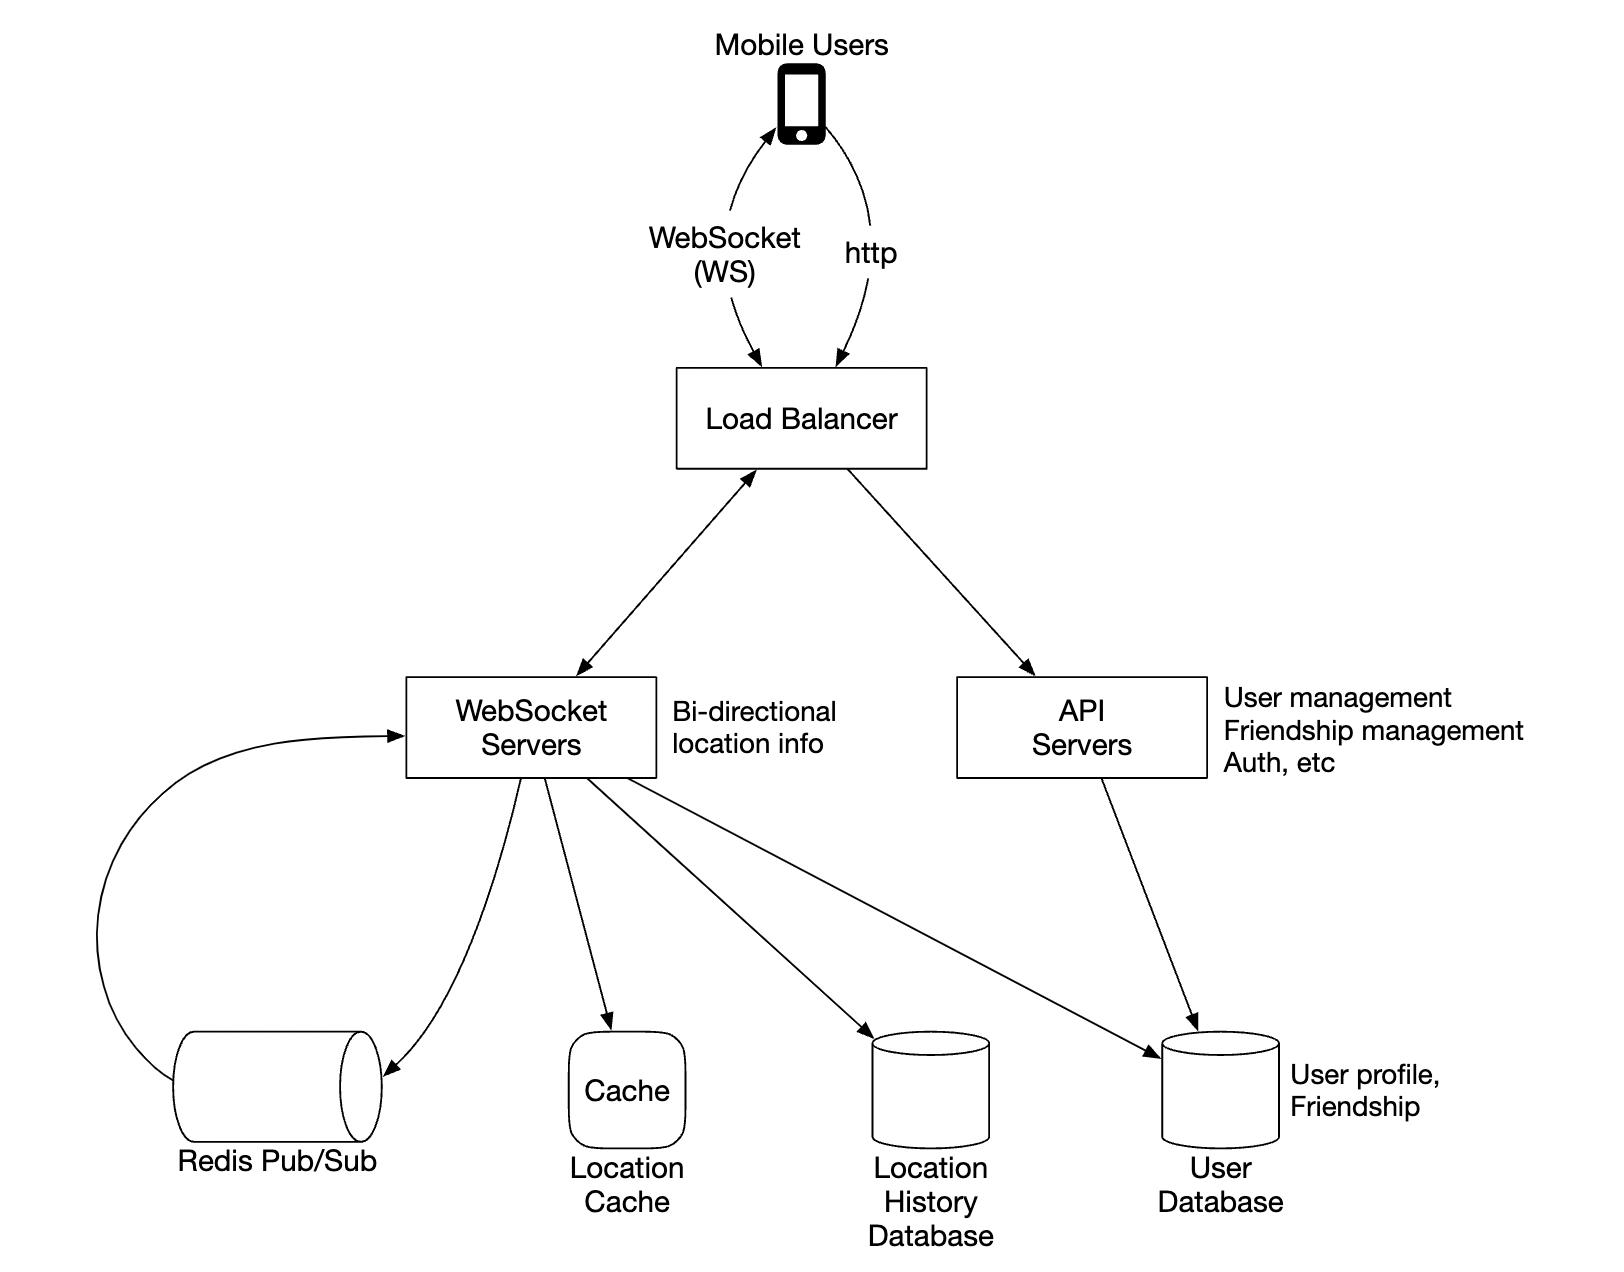 Mobile Users
WebSocket
(WS)
http
Load Balancer
WebSocket
Servers
Bi-directional
location info
API
Servers
User management
Friendship management
Auth, etc
Redis Pub/Sub
Cache
Location
Cache
Location
History
Database
User
Database
User profile,
Friendship